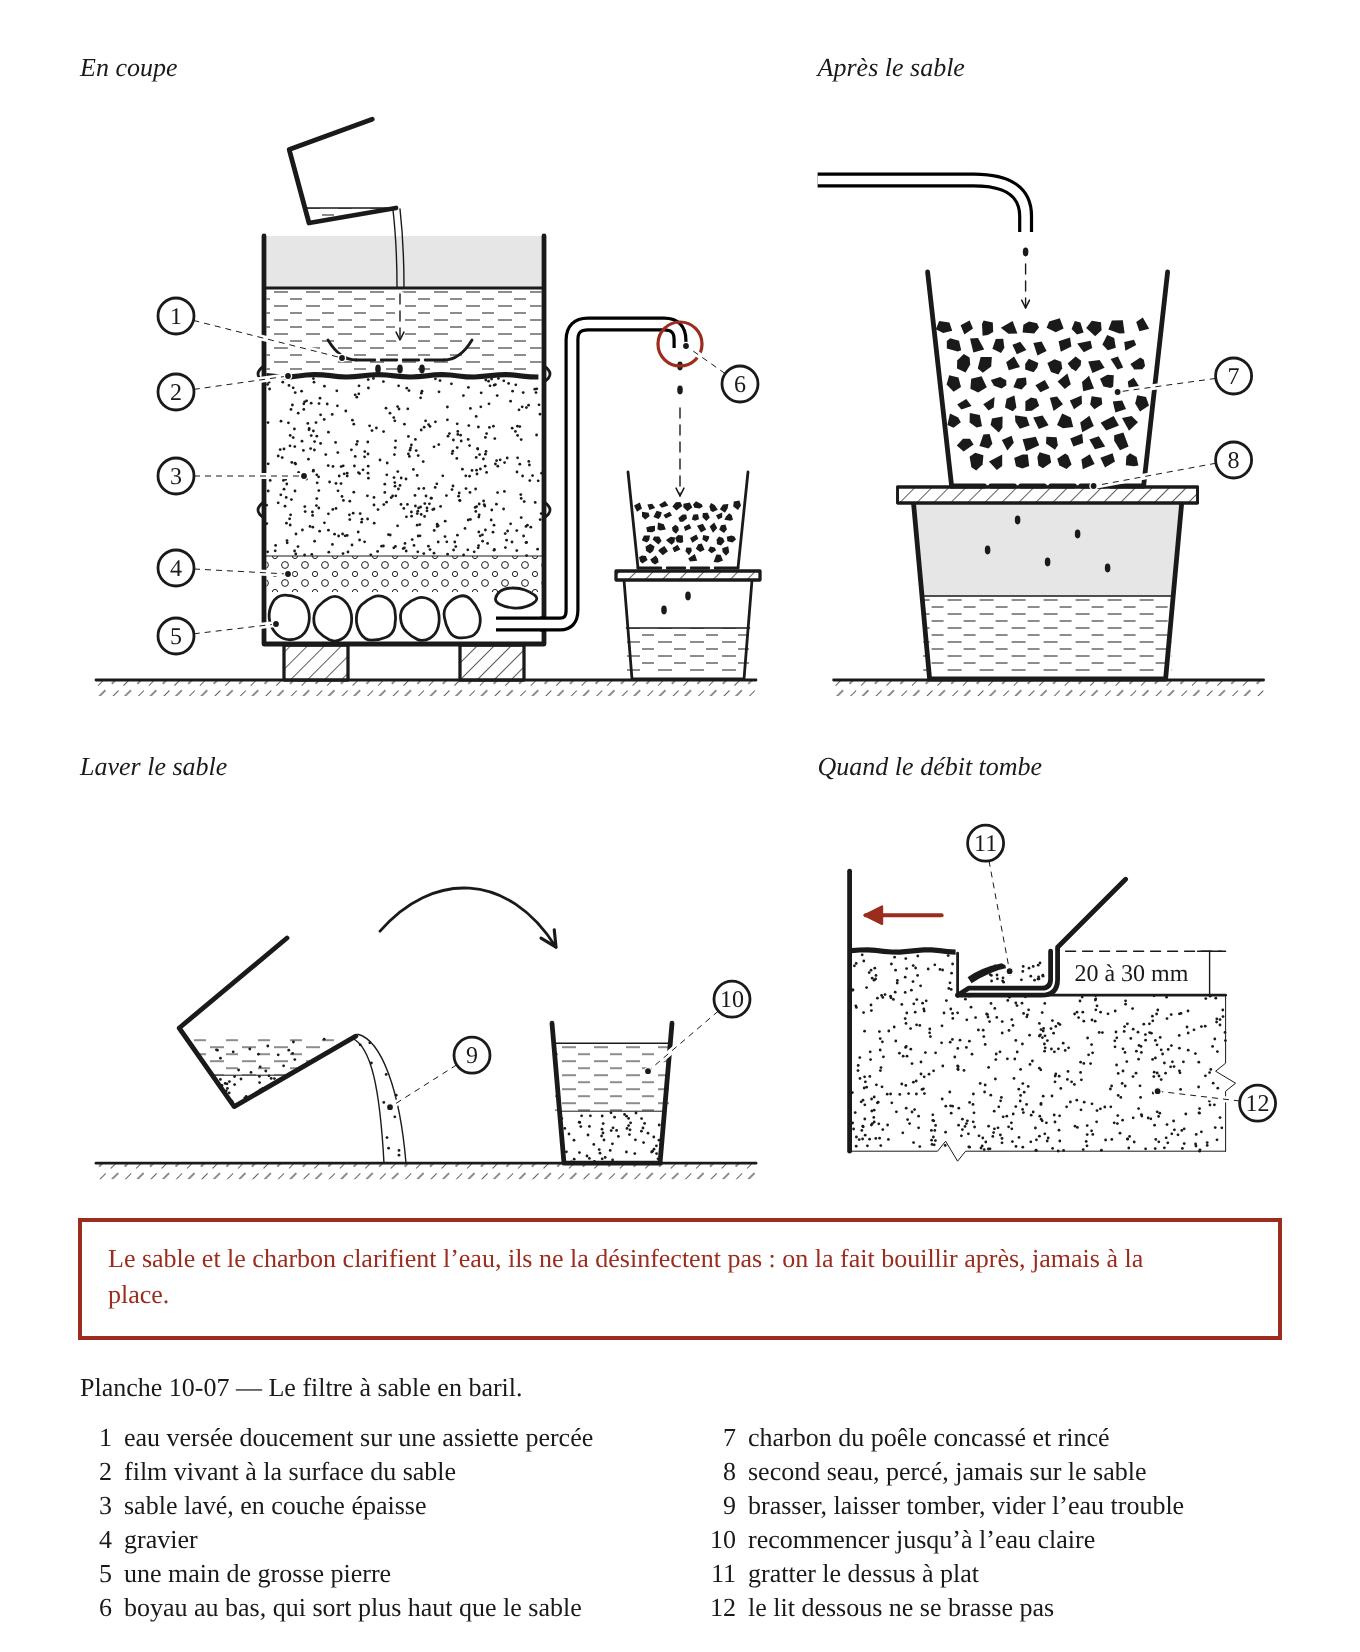 En coupe
Après le sable
1
2
3
4
5
6
7
8
Laver le sable
Quand le débit tombe
9
10
11
20 à 30 mm
12
Le sable et le charbon clarifient l’eau, ils ne la désinfectent pas : on la fait bouillir après, jamais à la
place.
Planche 10-07 — Le filtre à sable en baril.
1 eau versée doucement sur une assiette percée
2 film vivant à la surface du sable
3 sable lavé, en couche épaisse
4 gravier
5 une main de grosse pierre
6 boyau au bas, qui sort plus haut que le sable
7 charbon du poêle concassé et rincé
8 second seau, percé, jamais sur le sable
9 brasser, laisser tomber, vider l’eau trouble
10 recommencer jusqu’à l’eau claire
11 gratter le dessus à plat
12 le lit dessous ne se brasse pas